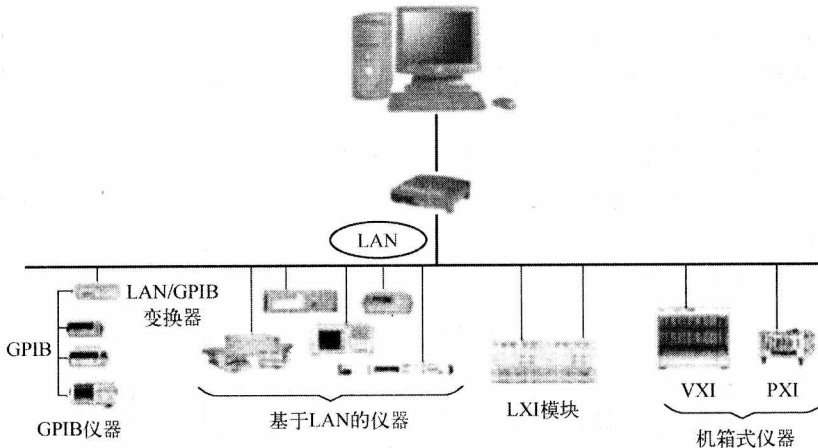 LAN
LAN/GPIB
变换器
GPIB
GPIB仪器
基于LAN的仪器
LXI模块
VXI
PXI
机箱式仪器